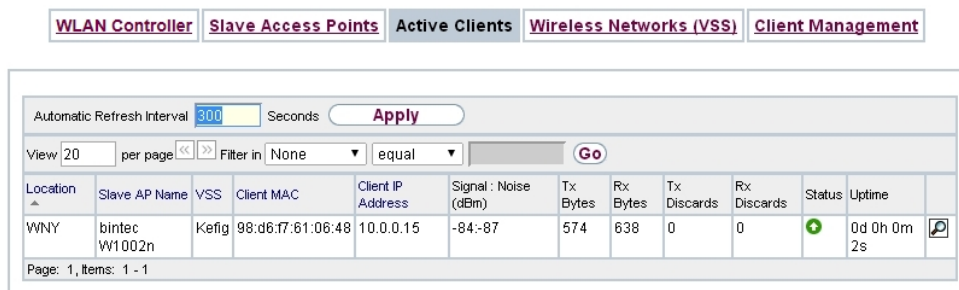 WLAN Controller Slave Access Points Active Clients Wireless Networks (VSS) Client Management
Automatic Refresh Interval 300 Seconds Apply
View 20 per page << >> Filter in None equal Go
Location Slave AP Name VSS Client MAC Client IP Address Signal : Noise (dBm) Tx Bytes Rx Bytes Tx Discards Rx Discards Status Uptime
WNY bintec W1002n Kefig 98:d6:f7:61:06:48 10.0.0.15 -84:-87 574 638 0 0 0d 0h 0m 2s
Page: 1, Items: 1 - 1